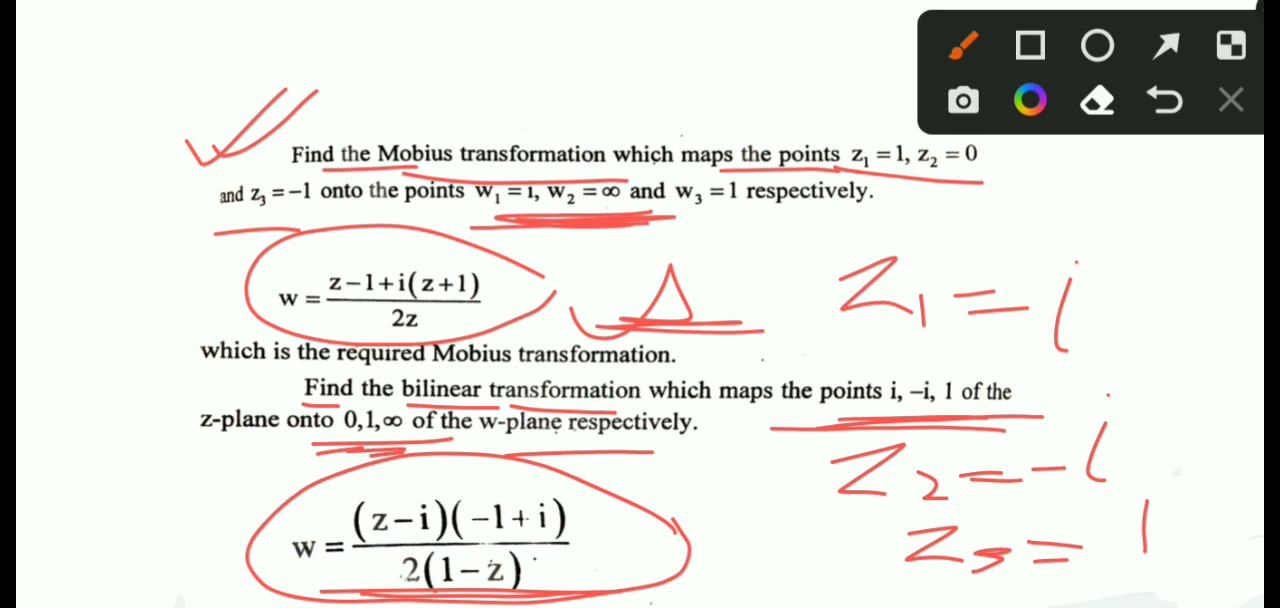 Find the Mobius transformation which maps the points z₁ = 1, z₂ = 0
and z₃ = −1 onto the points w₁ = i, w₂ = ∞ and w₃ = 1 respectively.
w = z−1+i(z+1) / 2z
z₁ = i
which is the required Mobius transformation.
Find the bilinear transformation which maps the points i, −i, 1 of the
z-plane onto 0,1,∞ of the w-plane respectively.
z₂ = −i
w = (z−i)(−1+i) / 2(1−z)
z₃ = 1